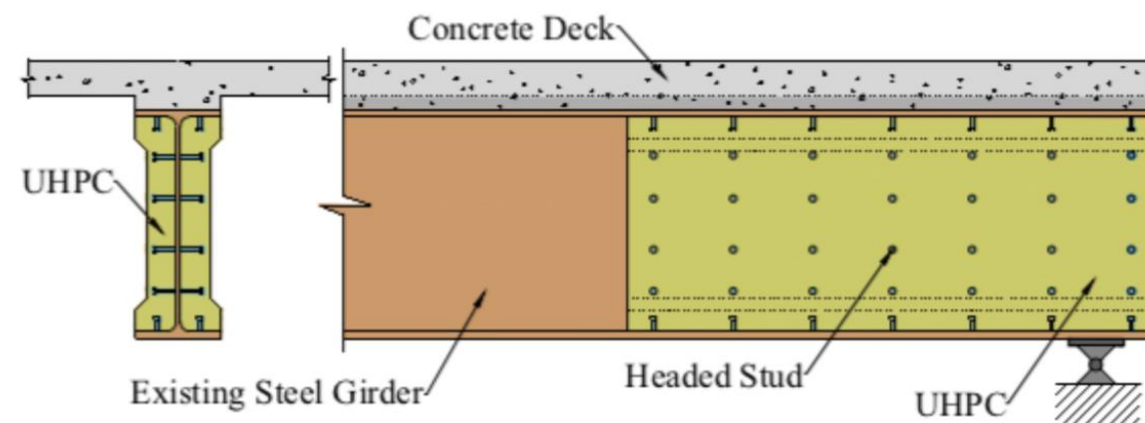 Concrete Deck
UHPC
Existing Steel Girder
Headed Stud
UHPC